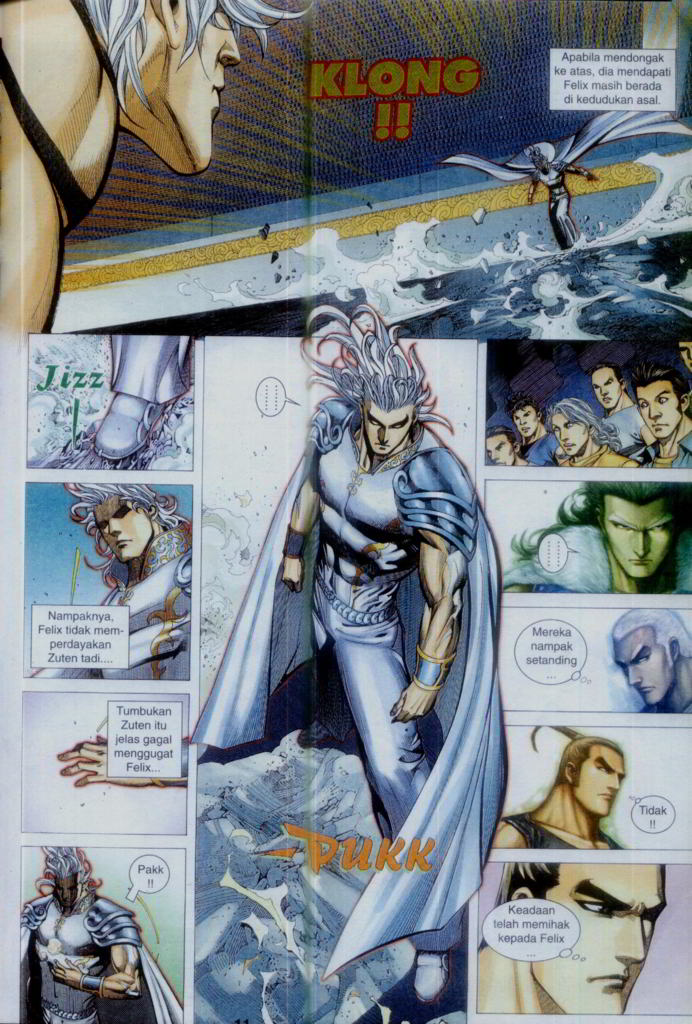 KLONG
!!
Apabila mendongak
ke atas, dia mendapati
Felix masih berada
di kedudukan asal.
Jizz
!
Nampaknya,
Felix tidak mem-
perdayakan
Zuten tadi....
Tumbukan
Zuten itu
jelas gagal
menggugat
Felix...
Pakk
!!
PUKK
Mereka
nampak
setanding
...
Tidak
!!
Keadaan
telah memihak
kepada Felix
...
11